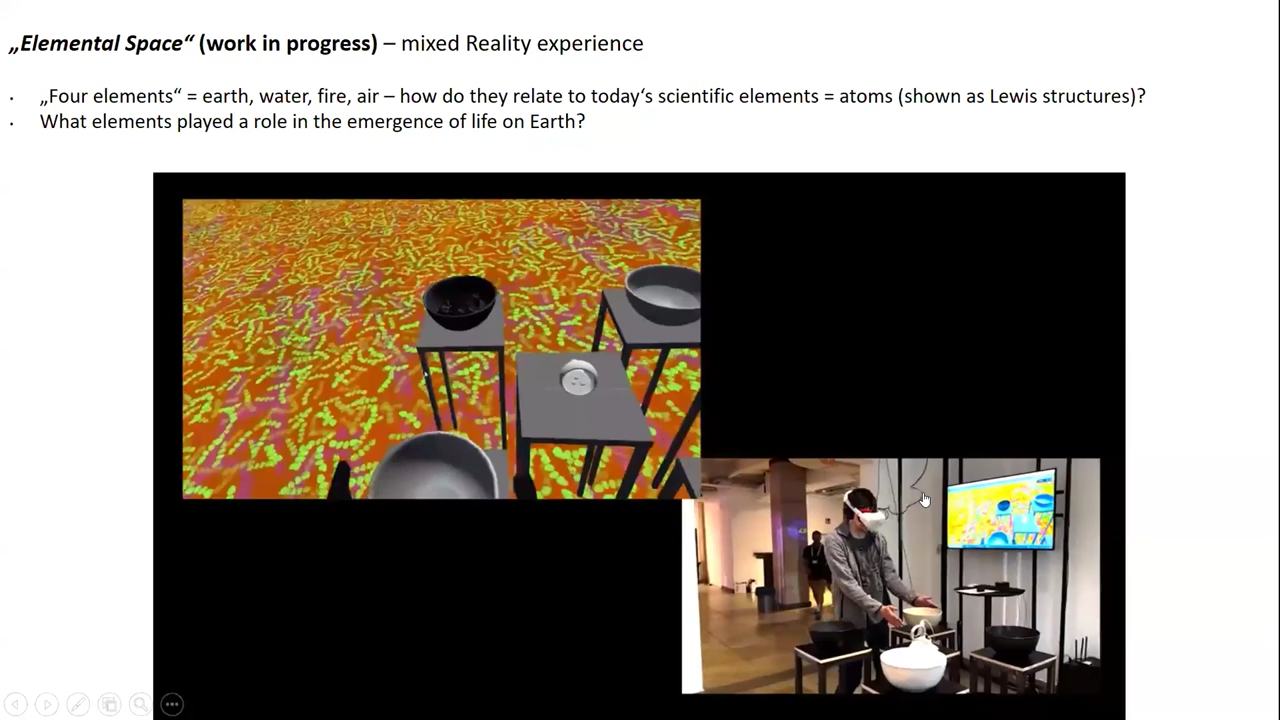 „Elemental Space“ (work in progress) – mixed Reality experience
· „Four elements“ = earth, water, fire, air – how do they relate to today‘s scientific elements = atoms (shown as Lewis structures)?
· What elements played a role in the emergence of life on Earth?